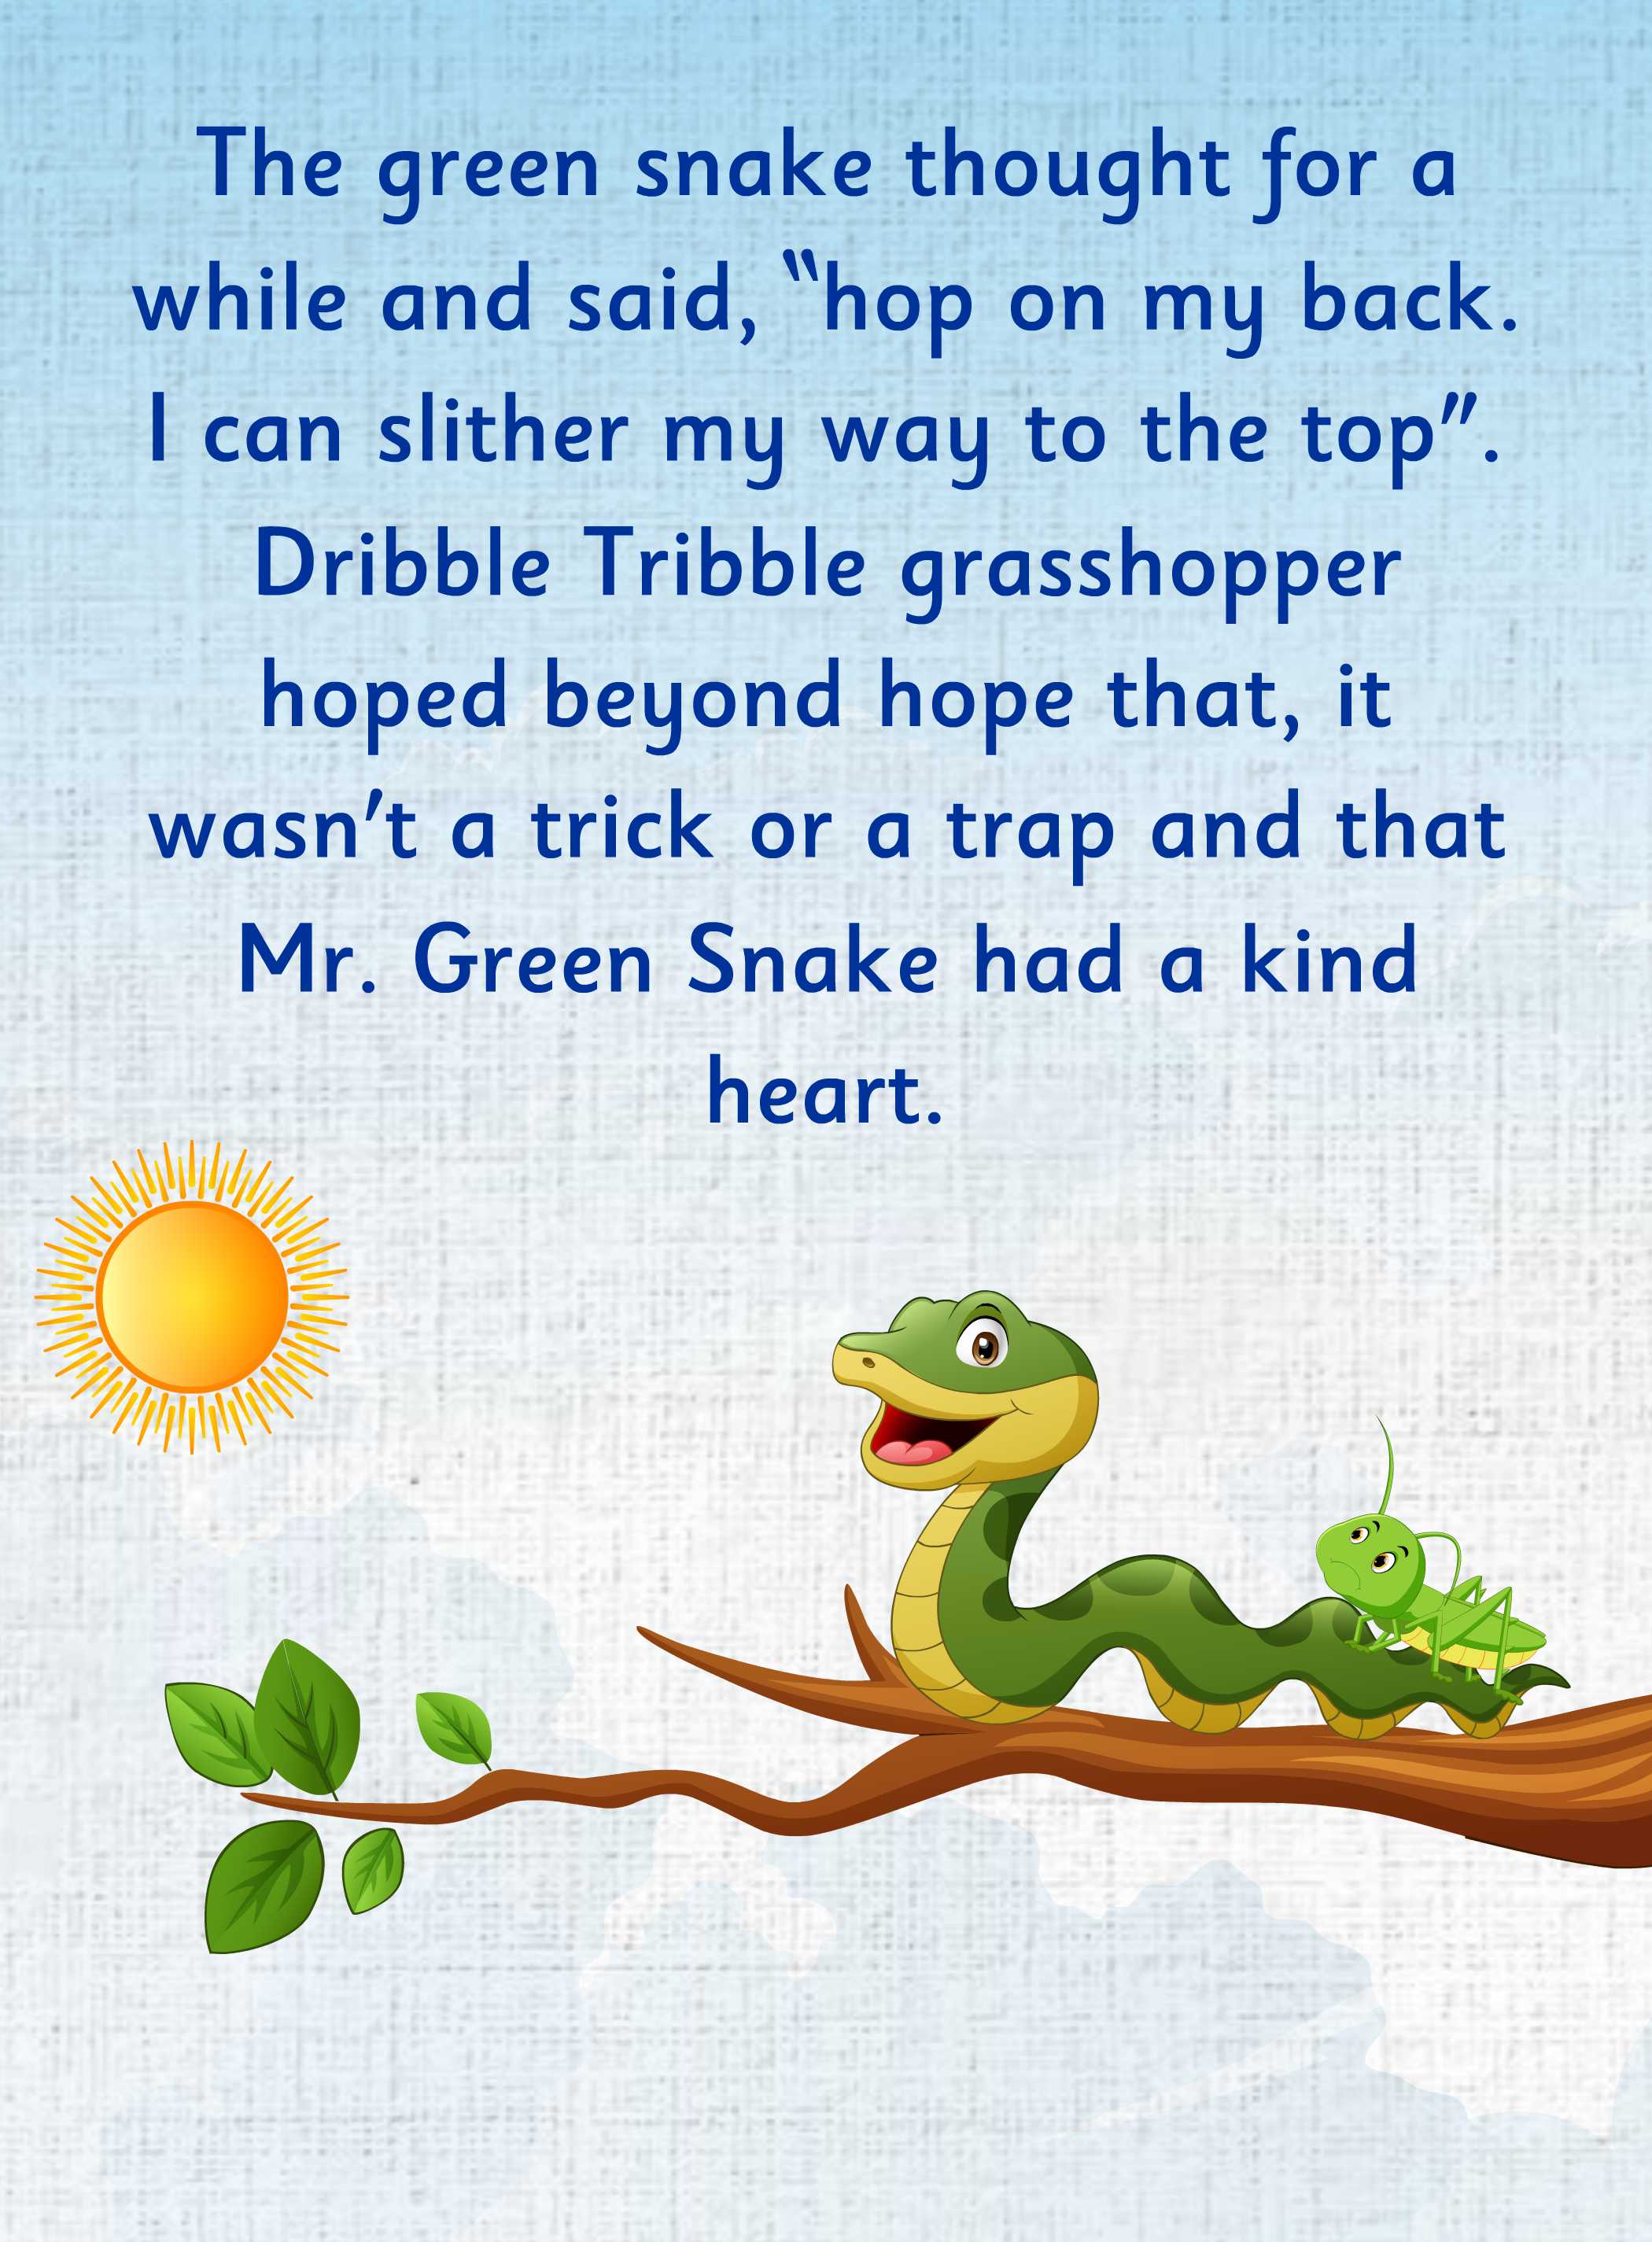 The green snake thought for a
while and said, “hop on my back.
I can slither my way to the top”.
Dribble Tribble grasshopper
hoped beyond hope that, it
wasn’t a trick or a trap and that
Mr. Green Snake had a kind
heart.